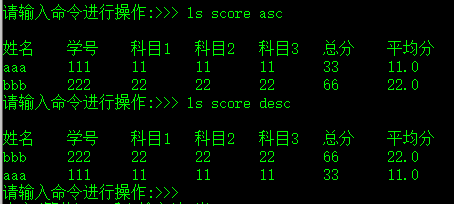 请输入命令进行操作:>>> ls score asc
姓名 学号 科目1 科目2 科目3 总分 平均分
aaa 111 11 11 11 33 11.0
bbb 222 22 22 22 66 22.0
请输入命令进行操作:>>> ls score desc
姓名 学号 科目1 科目2 科目3 总分 平均分
bbb 222 22 22 22 66 22.0
aaa 111 11 11 11 33 11.0
请输入命令进行操作:>>>